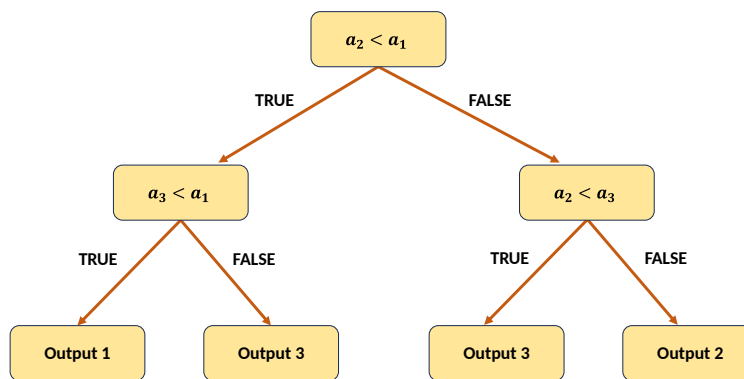 a₂ < a₁
TRUE
FALSE
a₃ < a₁
a₂ < a₃
TRUE
FALSE
TRUE
FALSE
Output 1
Output 3
Output 3
Output 2